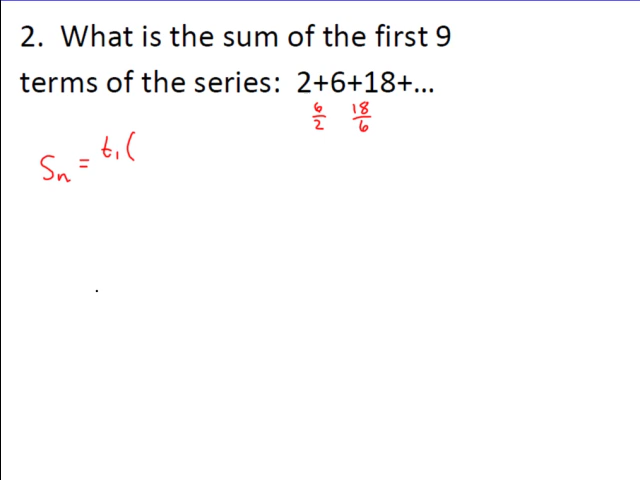 2. What is the sum of the first 9
terms of the series: 2+6+18+...
6/2 18/6
Sn = t1(